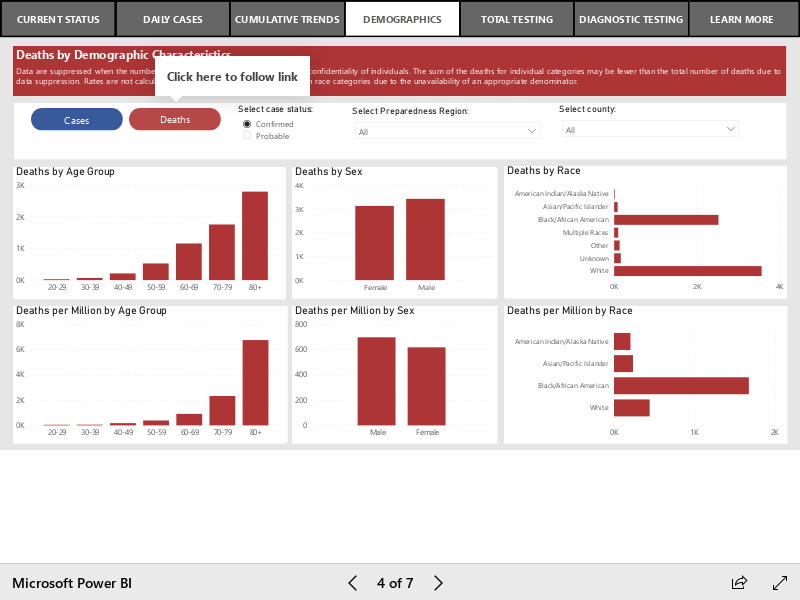 CURRENT STATUS
DAILY CASES
CUMULATIVE TRENDS
DEMOGRAPHICS
TOTAL TESTING
DIAGNOSTIC TESTING
LEARN MORE
Deaths by Demographic Characteristics
Data are suppressed when the confidentiality of individuals. The sum of the deaths for individual categories may be fewer than the total number of deaths due to
data suppression. Rates are not race categories due to the unavailability of an appropriate denominator.
Click here to follow link
Cases
Deaths
Select case status:
Confirmed
Probable
Select Preparedness Region:
All
Select county:
All
Deaths by Age Group
3K
2K
1K
0K
20-29 30-39 40-49 50-59 60-69 70-79 80+
Deaths by Sex
4K
3K
2K
1K
0K
Female Male
Deaths by Race
American Indian/Alaska Native
Asian/Pacific Islander
Black/African American
Multiple Races
Other
Unknown
White
0K 2K 4K
Deaths per Million by Age Group
8K
6K
4K
2K
0K
20-29 30-39 40-49 50-59 60-69 70-79 80+
Deaths per Million by Sex
800
600
400
200
0
Male Female
Deaths per Million by Race
American Indian/Alaska Native
Asian/Pacific Islander
Black/African American
White
0K 1K 2K
Microsoft Power BI
4 of 7